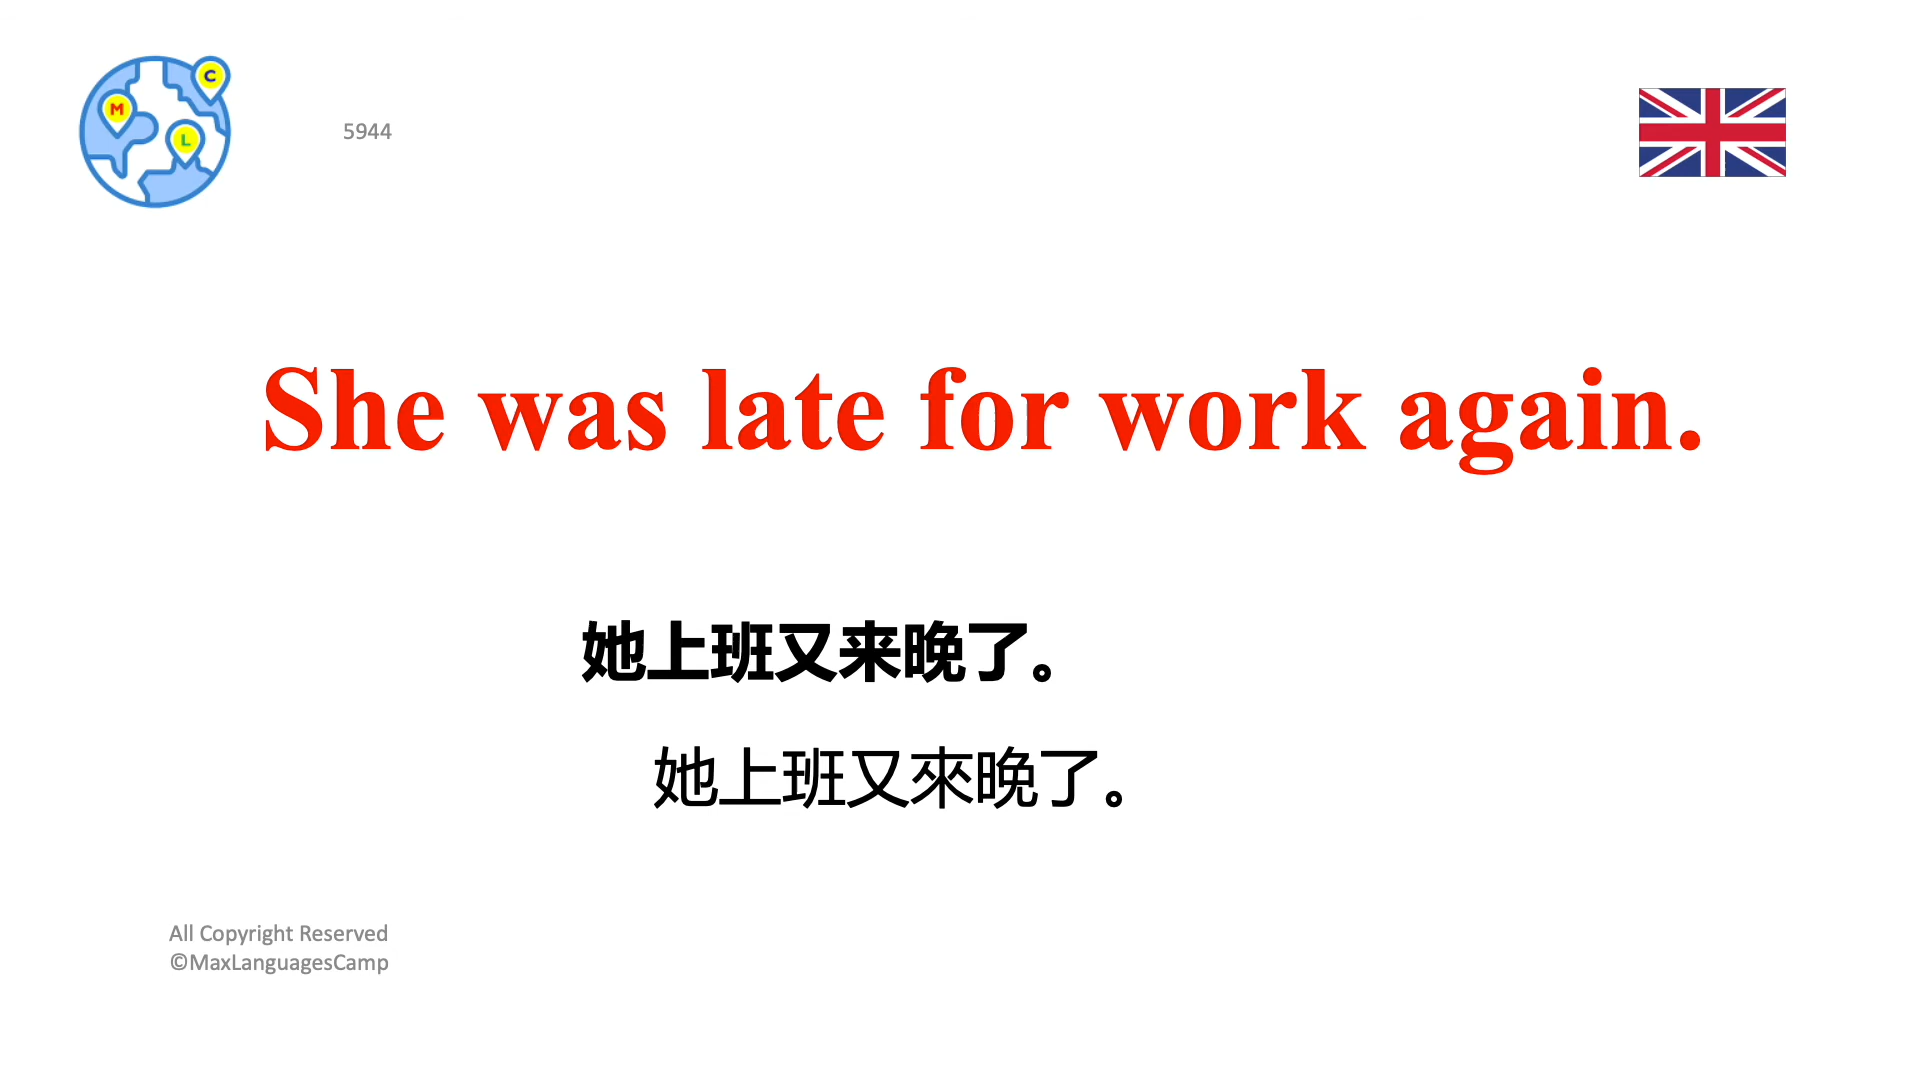 C
M
L
5944
She was late for work again.
她上班又来晚了。
她上班又來晚了。
All Copyright Reserved
©MaxLanguagesCamp